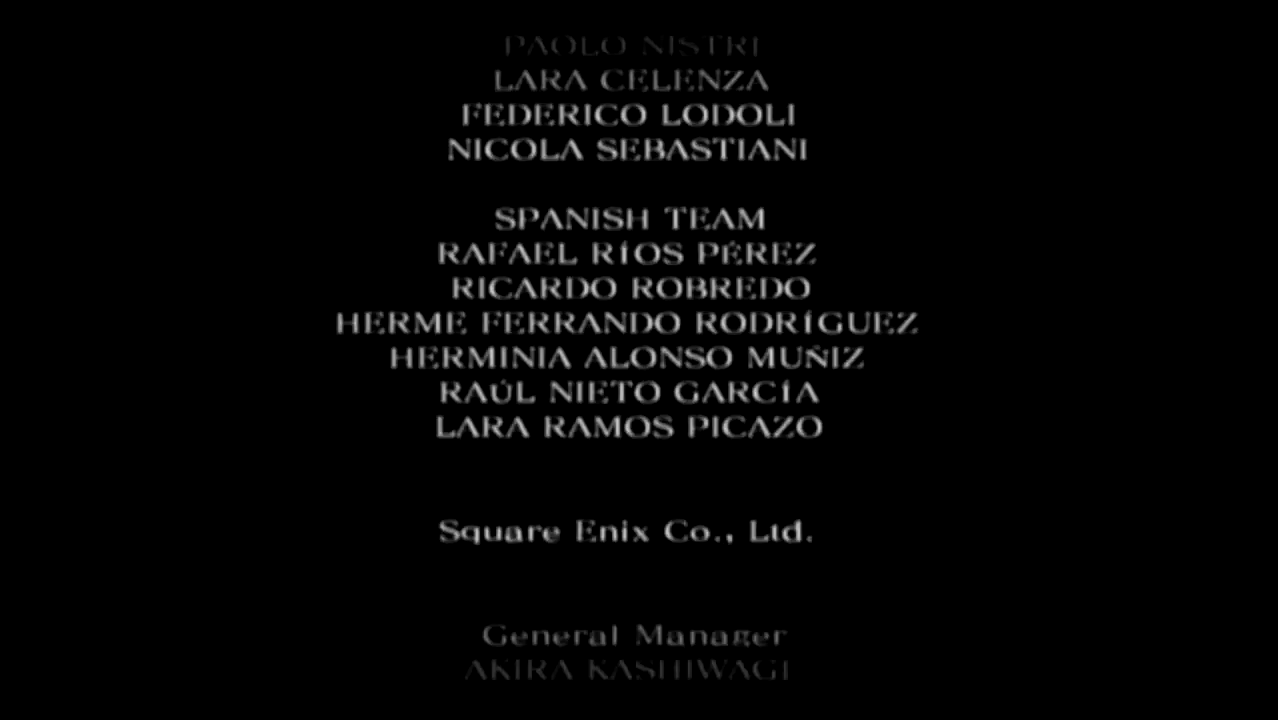 PAOLO NISTRI
LARA CELENZA
FEDERICO LODOLI
NICOLA SEBASTIANI
SPANISH TEAM
RAFAEL RÍOS PÉREZ
RICARDO ROBREDO
HERME FERRANDO RODRÍGUEZ
HERMINIA ALONSO MUÑIZ
RAÚL NIETO GARCÍA
LARA RAMOS PICAZO
Square Enix Co., Ltd.
General Manager
AKIRA KASHIWAGI